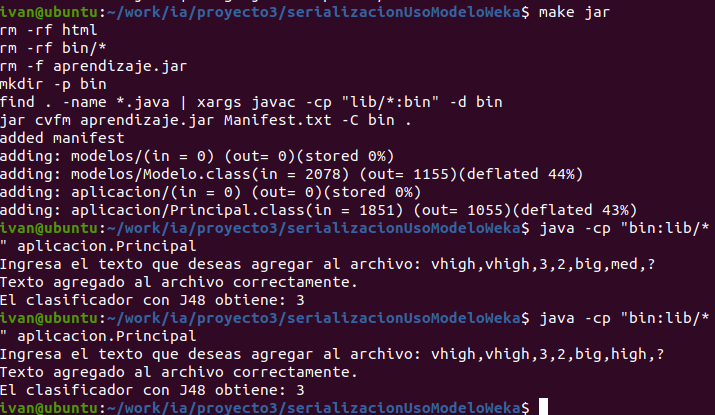 ivan@ubuntu:~/work/ia/proyecto3/serializacionUsoModeloWeka$ make jar
rm -rf html
rm -rf bin/*
rm -f aprendizaje.jar
mkdir -p bin
find . -name *.java | xargs javac -cp "lib/*:bin" -d bin
jar cvfm aprendizaje.jar Manifest.txt -C bin .
added manifest
adding: modelos/(in = 0) (out= 0)(stored 0%)
adding: modelos/Modelo.class(in = 2078) (out= 1155)(deflated 44%)
adding: aplicacion/(in = 0) (out= 0)(stored 0%)
adding: aplicacion/Principal.class(in = 1851) (out= 1055)(deflated 43%)
ivan@ubuntu:~/work/ia/proyecto3/serializacionUsoModeloWeka$ java -cp "bin:lib/*
" aplicacion.Principal
Ingresa el texto que deseas agregar al archivo: vhigh,vhigh,3,2,big,med,?
Texto agregado al archivo correctamente.
El clasificador con J48 obtiene: 3
ivan@ubuntu:~/work/ia/proyecto3/serializacionUsoModeloWeka$ java -cp "bin:lib/*
" aplicacion.Principal
Ingresa el texto que deseas agregar al archivo: vhigh,vhigh,3,2,big,high,?
Texto agregado al archivo correctamente.
El clasificador con J48 obtiene: 3
ivan@ubuntu:~/work/ia/proyecto3/serializacionUsoModeloWeka$